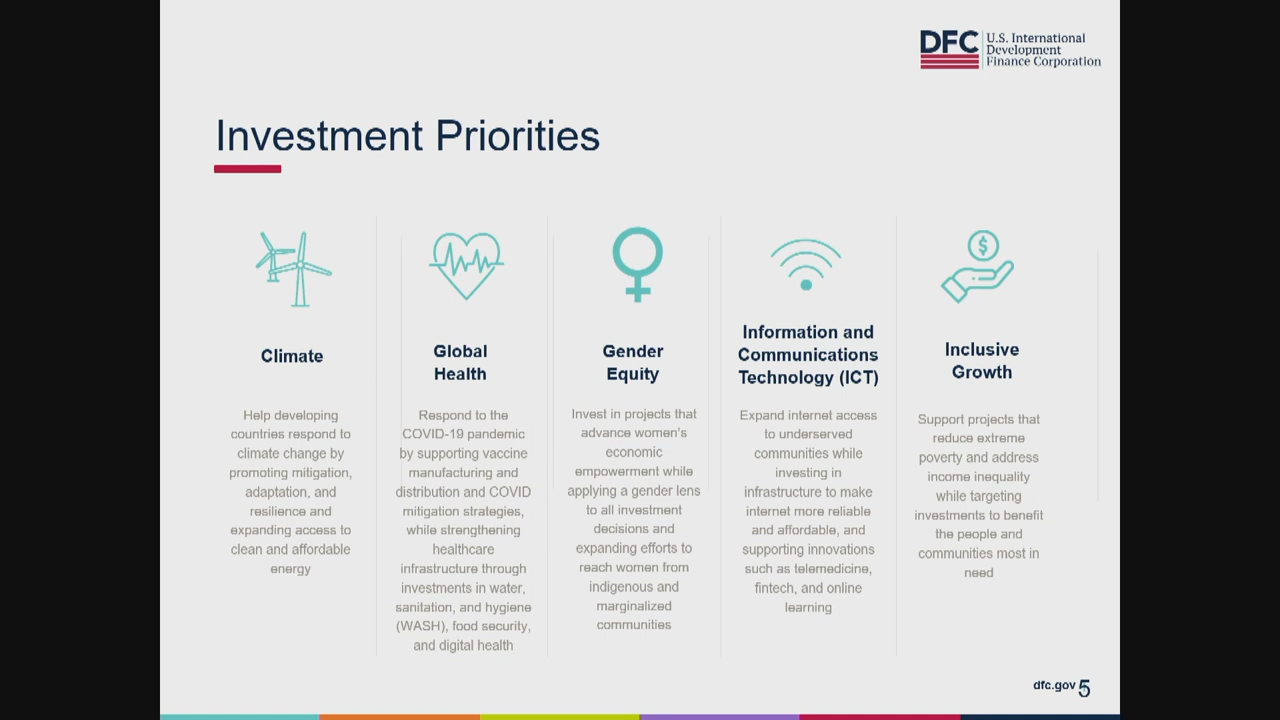 DFC
U.S. International
Development
Finance Corporation
Investment Priorities
$
Climate
Help developing
countries respond to
climate change by
promoting mitigation,
adaptation, and
resilience and
expanding access to
clean and affordable
energy
Global
Health
Respond to the
COVID-19 pandemic
by supporting vaccine
manufacturing and
distribution and COVID
mitigation strategies,
while strengthening
healthcare
infrastructure through
investments in water,
sanitation, and hygiene
(WASH), food security,
and digital health
Gender
Equity
Invest in projects that
advance women's
economic
empowerment while
applying a gender lens
to all investment
decisions and
expanding efforts to
reach women from
indigenous and
marginalized
communities
Information and
Communications
Technology (ICT)
Expand internet access
to underserved
communities while
investing in
infrastructure to make
internet more reliable
and affordable, and
supporting innovations
such as telemedicine,
fintech, and online
learning
Inclusive
Growth
Support projects that
reduce extreme
poverty and address
income inequality
while targeting
investments to benefit
the people and
communities most in
need
dfc.gov 5